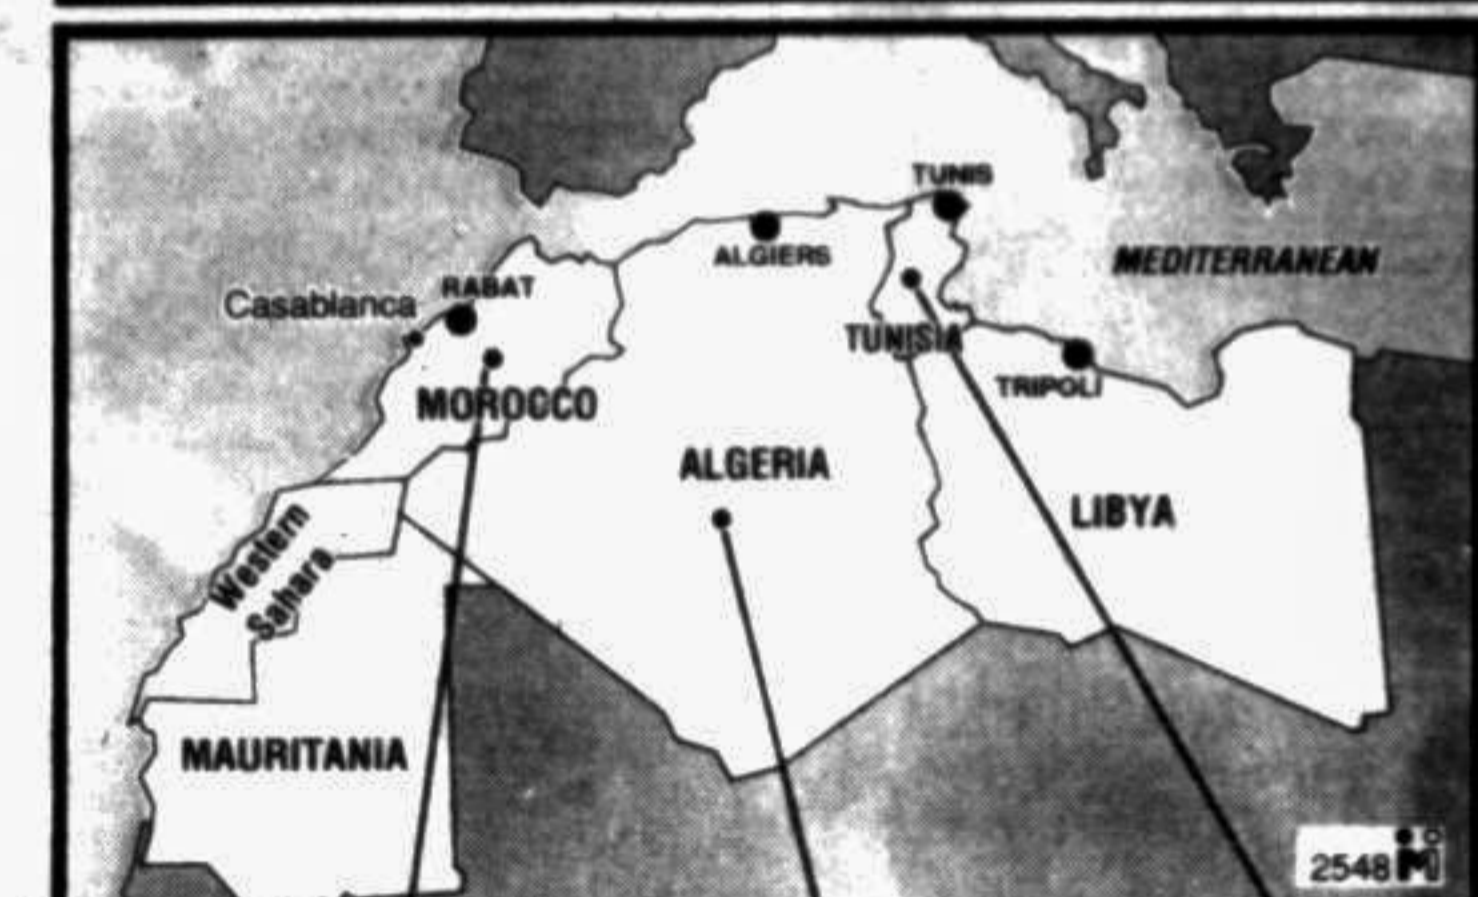 TUNIS
ALGIERS
MEDITERRANEAN
RABAT
Casablanca
TUNISIA
TRIPOLI
MOROCCO
ALGERIA
LIBYA
Western
Sahara
MAURITANIA
2548